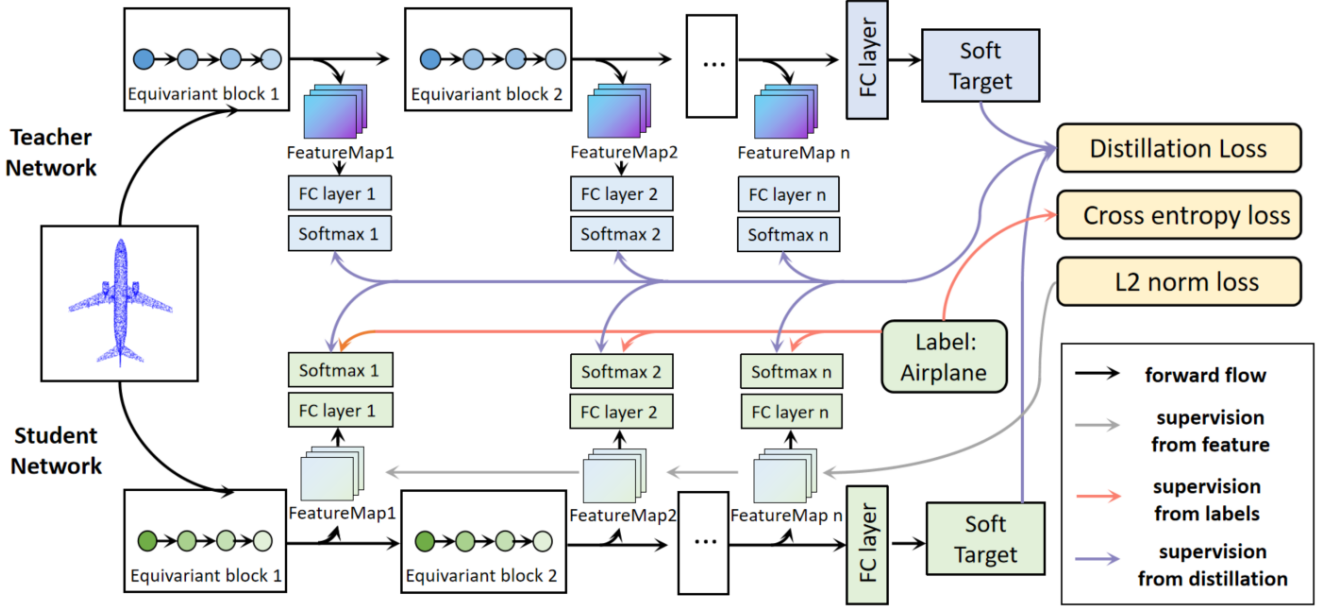 Equivariant block 1
Equivariant block 2
...
FC layer
Soft
Target
Teacher
Network
FeatureMap1
FeatureMap2
FeatureMap n
FC layer 1
FC layer 2
FC layer n
Softmax 1
Softmax 2
Softmax n
Distillation Loss
Cross entropy loss
L2 norm loss
Label:
Airplane
Softmax 1
Softmax 2
Softmax n
FC layer 1
FC layer 2
FC layer n
Student
Network
FeatureMap1
FeatureMap2
FeatureMap n
Equivariant block 1
Equivariant block 2
...
FC layer
Soft
Target
forward flow
supervision
from feature
supervision
from labels
supervision
from distillation